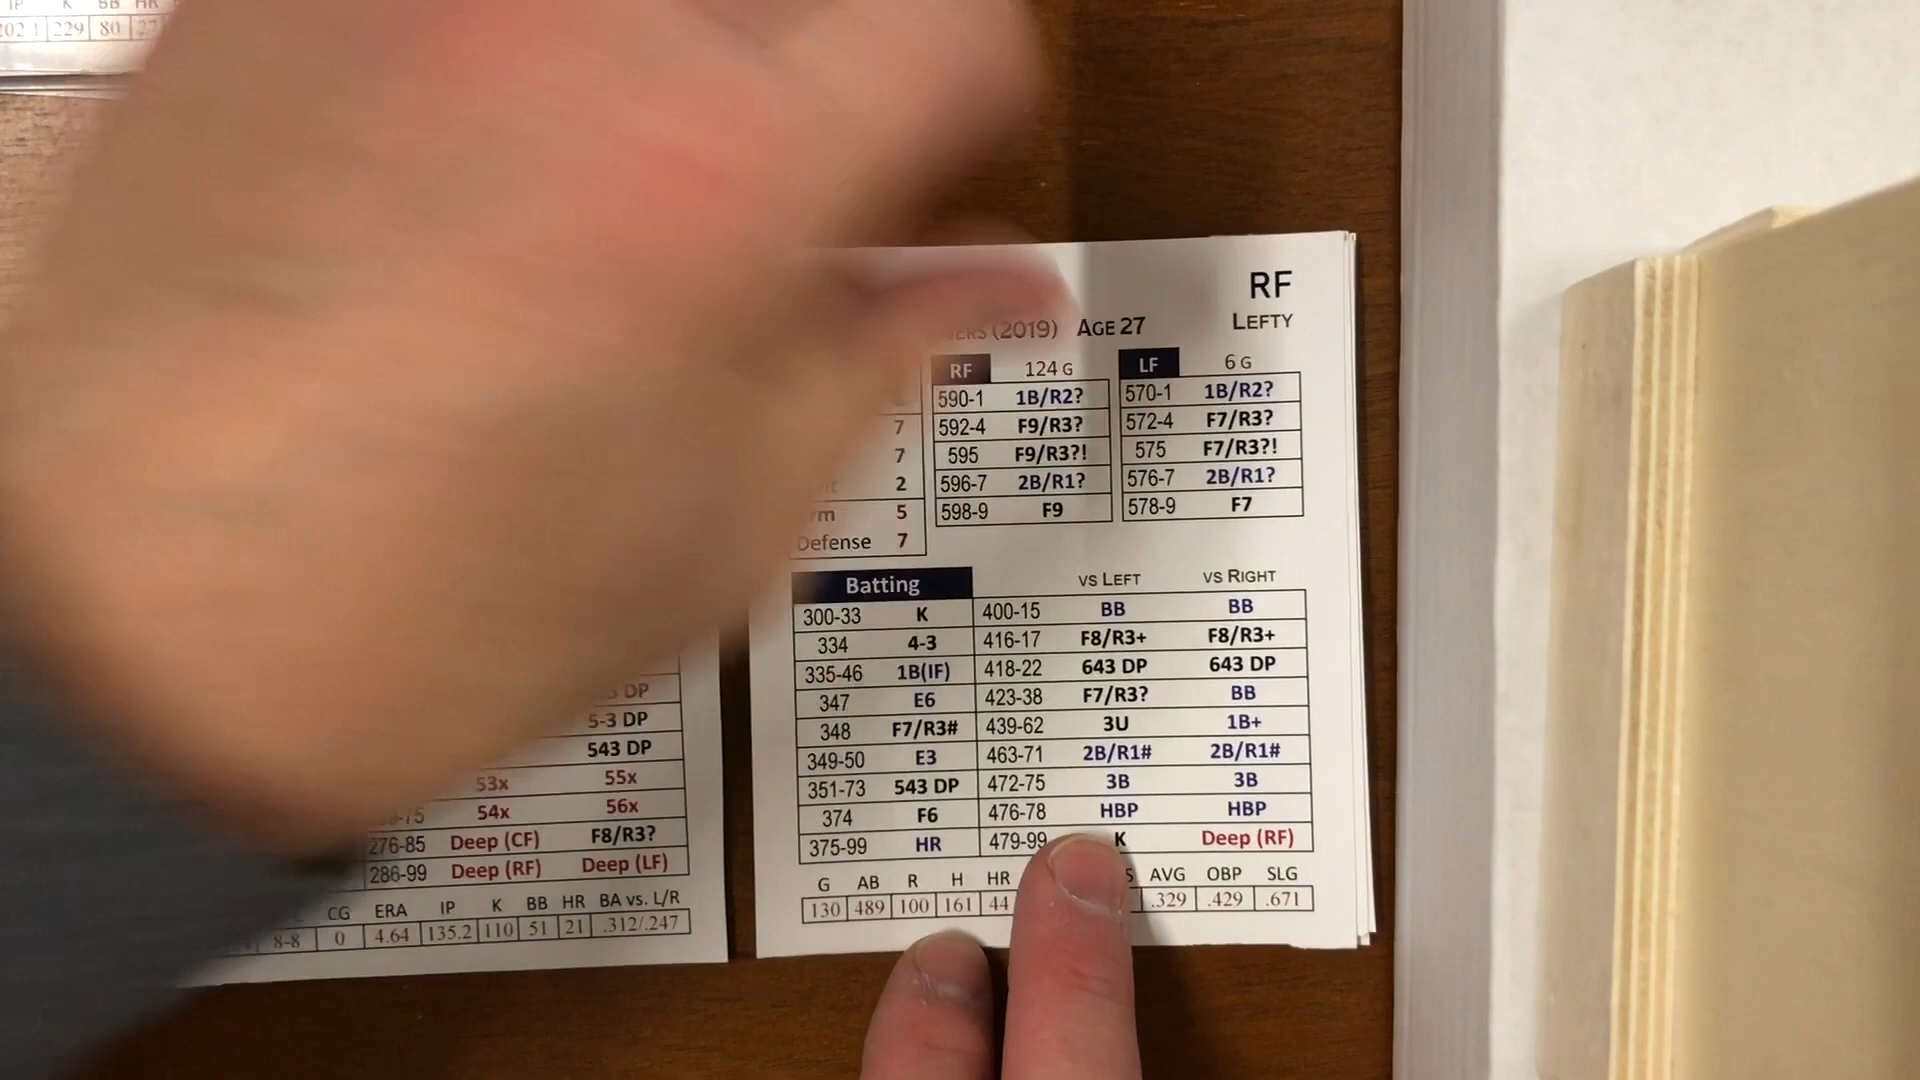 IP K BB HR
202.1 229 80 27
RF
(2019) AGE 27 LEFTY
RF 124 G LF 6 G
590-1 1B/R2? 570-1 1B/R2?
7 592-4 F9/R3? 572-4 F7/R3?
7 595 F9/R3?! 575 F7/R3?!
2 596-7 2B/R1? 576-7 2B/R1?
5 598-9 F9 578-9 F7
Defense 7
Batting VS LEFT VS RIGHT
300-33 K 400-15 BB BB
334 4-3 416-17 F8/R3+ F8/R3+
335-46 1B(IF) 418-22 643 DP 643 DP
347 E6 423-38 F7/R3? BB
348 F7/R3# 439-62 3U 1B+
349-50 E3 463-71 2B/R1# 2B/R1#
351-73 543 DP 472-75 3B 3B
374 F6 476-78 HBP HBP
375-99 HR 479-99 K Deep (RF)
G AB R H HR AVG OBP SLG
130 489 100 161 44 .329 .429 .671
DP
5-3 DP
543 DP
53x 55x
54x 56x
276-85 Deep (CF) F8/R3?
286-99 Deep (RF) Deep (LF)
CG ERA IP K BB HR BA vs. L/R
8-8 0 4.64 135.2 110 51 21 .312/.247